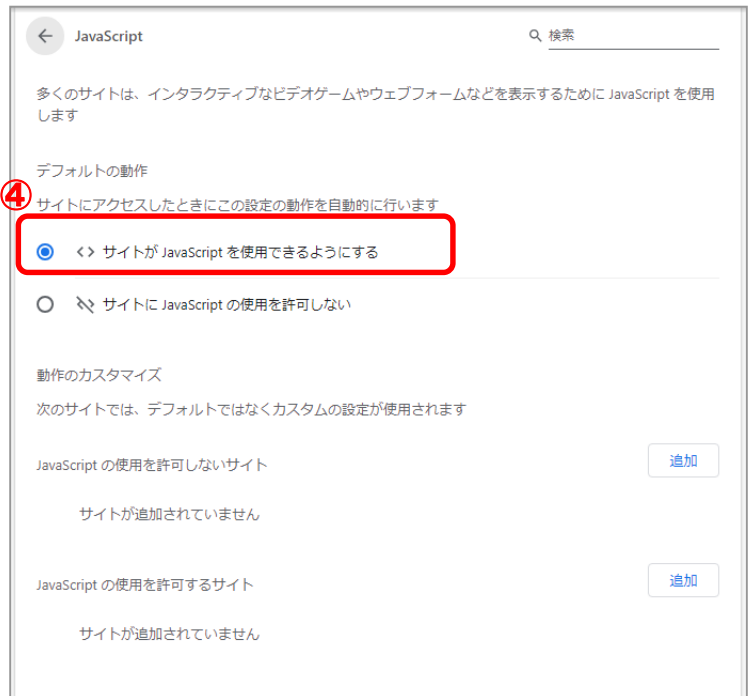 JavaScript
検索
多くのサイトは、インタラクティブなビデオゲームやウェブフォームなどを表示するために JavaScript を使用
します
デフォルトの動作
④
サイトにアクセスしたときにこの設定の動作を自動的に行います
<> サイトが JavaScript を使用できるようにする
サイトに JavaScript の使用を許可しない
動作のカスタマイズ
次のサイトでは、デフォルトではなくカスタムの設定が使用されます
JavaScript の使用を許可しないサイト
追加
サイトが追加されていません
JavaScript の使用を許可するサイト
追加
サイトが追加されていません